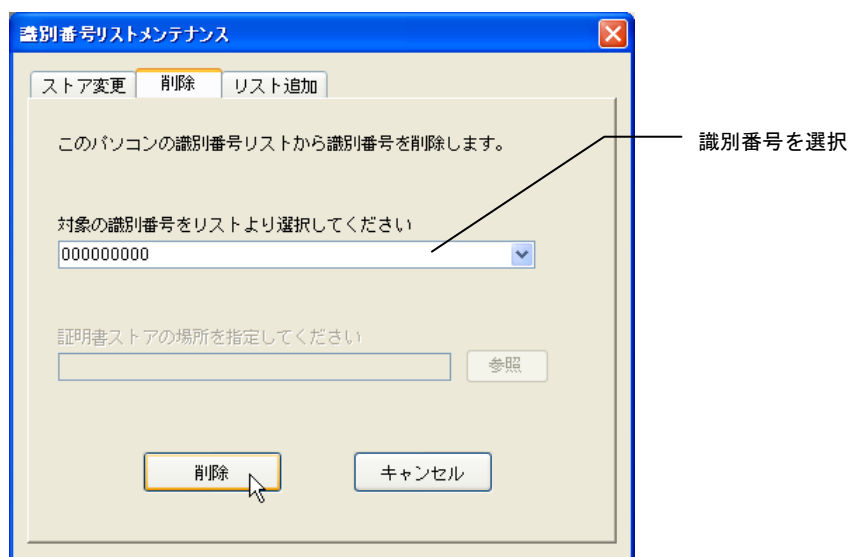 識別番号リストメンテナンス
ストア変更 削除 リスト追加
このパソコンの識別番号リストから識別番号を削除します。
識別番号を選択
対象の識別番号をリストより選択してください
000000000
証明書ストアの場所を指定してください
参照
削除 キャンセル